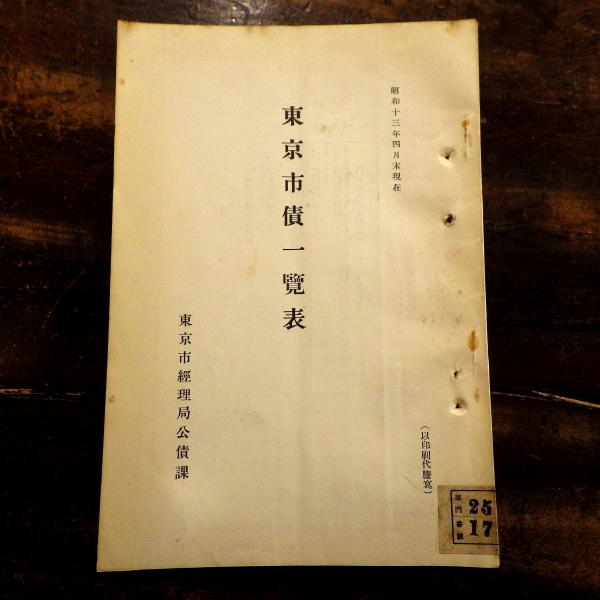 昭和十三年四月末現在
(以印刷代謄寫)
東京市債一覽表
東京市經理局公債課
25
17